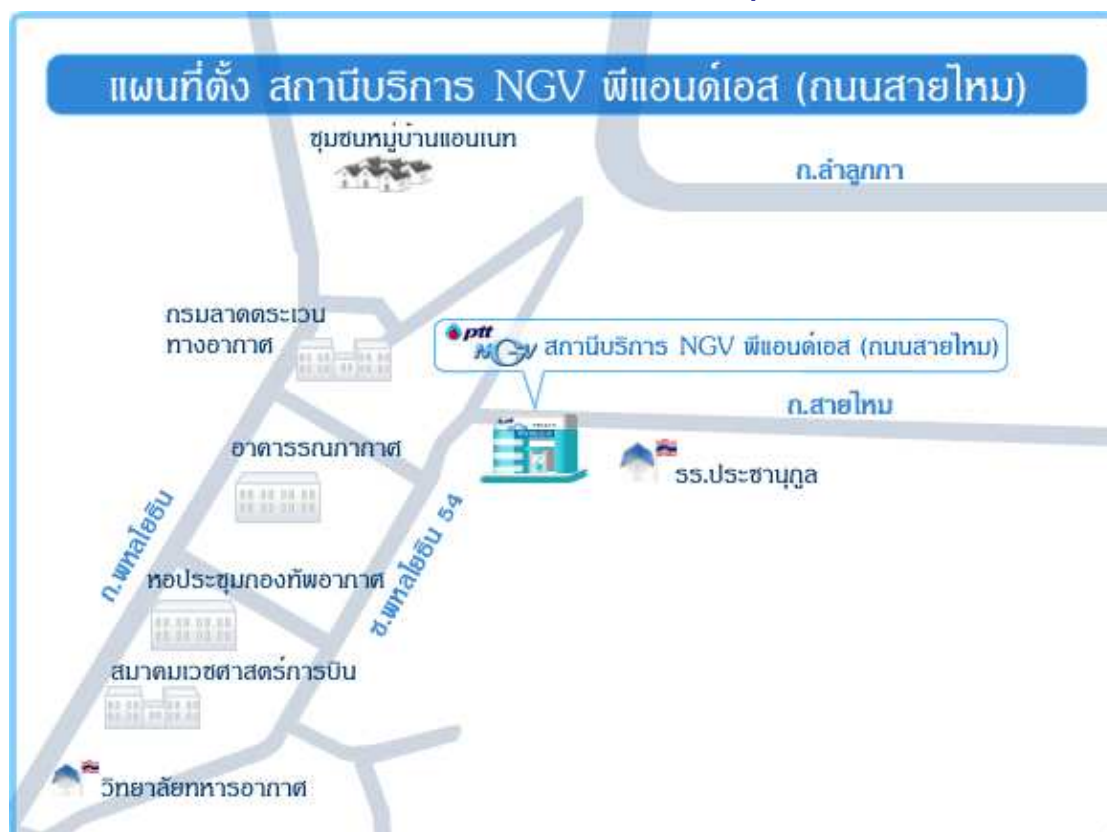 แผนที่ตั้ง สถานีบริการ NGV พีแอนด์เอส (ถนนสายไหม)
ชุมชนหมู่บ้านแอนเนท
ถ.ลำลูกกา
กรมลาดตระเวน
ทางอากาศ
ptt
NGV สถานีบริการ NGV พีแอนด์เอส (ถนนสายไหม)
ถ.สายไหม
อาคารรณภากาศ
รร.ประชานุกูล
ถ.พหลโยธิน
ซ.พหลโยธิน 54
หอประชุมกองทัพอากาศ
สมาคมเวชศาสตร์การบิน
วิทยาลัยทหารอากาศ